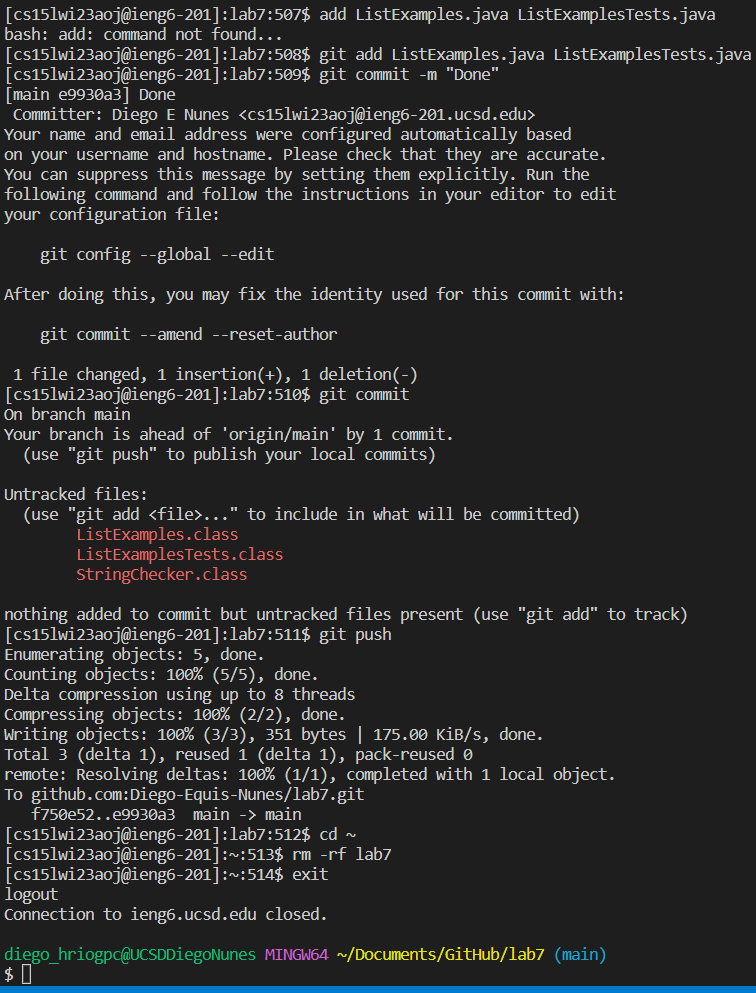 [cs15lwi23aoj@ieng6-201]:lab7:507$ add ListExamples.java ListExamplesTests.java
bash: add: command not found...
[cs15lwi23aoj@ieng6-201]:lab7:508$ git add ListExamples.java ListExamplesTests.java
[cs15lwi23aoj@ieng6-201]:lab7:509$ git commit -m "Done"
[main e9930a3] Done
 Committer: Diego E Nunes <cs15lwi23aoj@ieng6-201.ucsd.edu>
Your name and email address were configured automatically based
on your username and hostname. Please check that they are accurate.
You can suppress this message by setting them explicitly. Run the
following command and follow the instructions in your editor to edit
your configuration file:

    git config --global --edit

After doing this, you may fix the identity used for this commit with:

    git commit --amend --reset-author

 1 file changed, 1 insertion(+), 1 deletion(-)
[cs15lwi23aoj@ieng6-201]:lab7:510$ git commit
On branch main
Your branch is ahead of 'origin/main' by 1 commit.
  (use "git push" to publish your local commits)

Untracked files:
  (use "git add <file>..." to include in what will be committed)
        ListExamples.class
        ListExamplesTests.class
        StringChecker.class

nothing added to commit but untracked files present (use "git add" to track)
[cs15lwi23aoj@ieng6-201]:lab7:511$ git push
Enumerating objects: 5, done.
Counting objects: 100% (5/5), done.
Delta compression using up to 8 threads
Compressing objects: 100% (2/2), done.
Writing objects: 100% (3/3), 351 bytes | 175.00 KiB/s, done.
Total 3 (delta 1), reused 1 (delta 1), pack-reused 0
remote: Resolving deltas: 100% (1/1), completed with 1 local object.
To github.com:Diego-Equis-Nunes/lab7.git
   f750e52..e9930a3  main -> main
[cs15lwi23aoj@ieng6-201]:lab7:512$ cd ~
[cs15lwi23aoj@ieng6-201]:~:513$ rm -rf lab7
[cs15lwi23aoj@ieng6-201]:~:514$ exit
logout
Connection to ieng6.ucsd.edu closed.

diego_hriogpc@UCSDDiegoNunes MINGW64 ~/Documents/GitHub/lab7 (main)
$